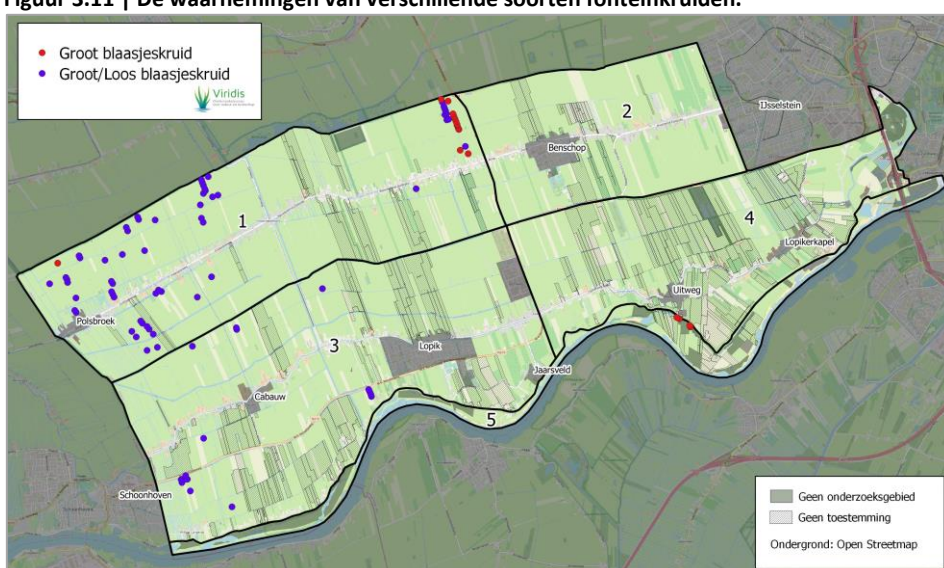 Figuur 3.11 | De waarnemingen van verschillende soorten fonteinkruiden.
Groot blaasjeskruid
Groot/Loos blaasjeskruid
Viridis
IJsselstein
2
Benschop
1
4
Lopikerkapel
Uitweg
Polsbroek
3
Lopik
Jaarsveld
Cabauw
5
Schoonhoven
Geen onderzoeksgebied
Geen toestemming
Ondergrond: Open Streetmap